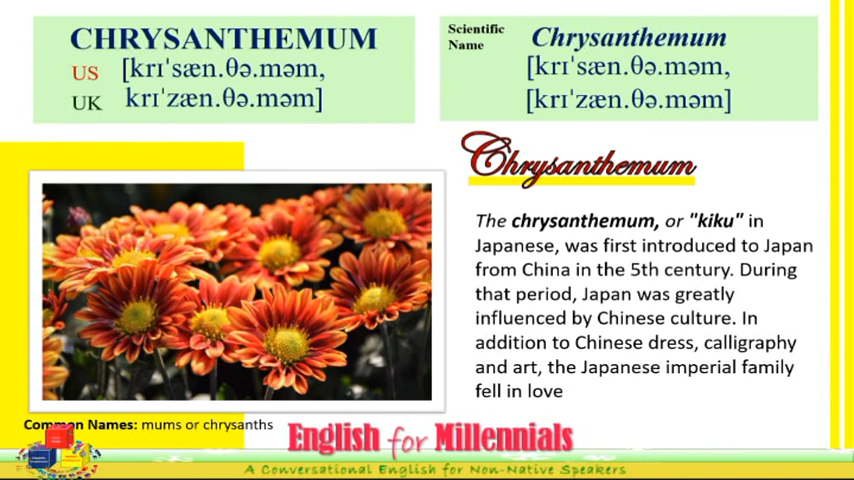 CHRYSANTHEMUM
US [krɪˈsæn.θə.məm,
UK krɪˈzæn.θə.məm]
Scientific
Name
Chrysanthemum
[krɪˈsæn.θə.məm,
[krɪˈzæn.θə.məm]
Chrysanthemum
The chrysanthemum, or "kiku" in
Japanese, was first introduced to Japan
from China in the 5th century. During
that period, Japan was greatly
influenced by Chinese culture. In
addition to Chinese dress, calligraphy
and art, the Japanese imperial family
fell in love
Common Names: mums or chrysanths
English for Millennials
A Conversational English for Non-Native Speakers